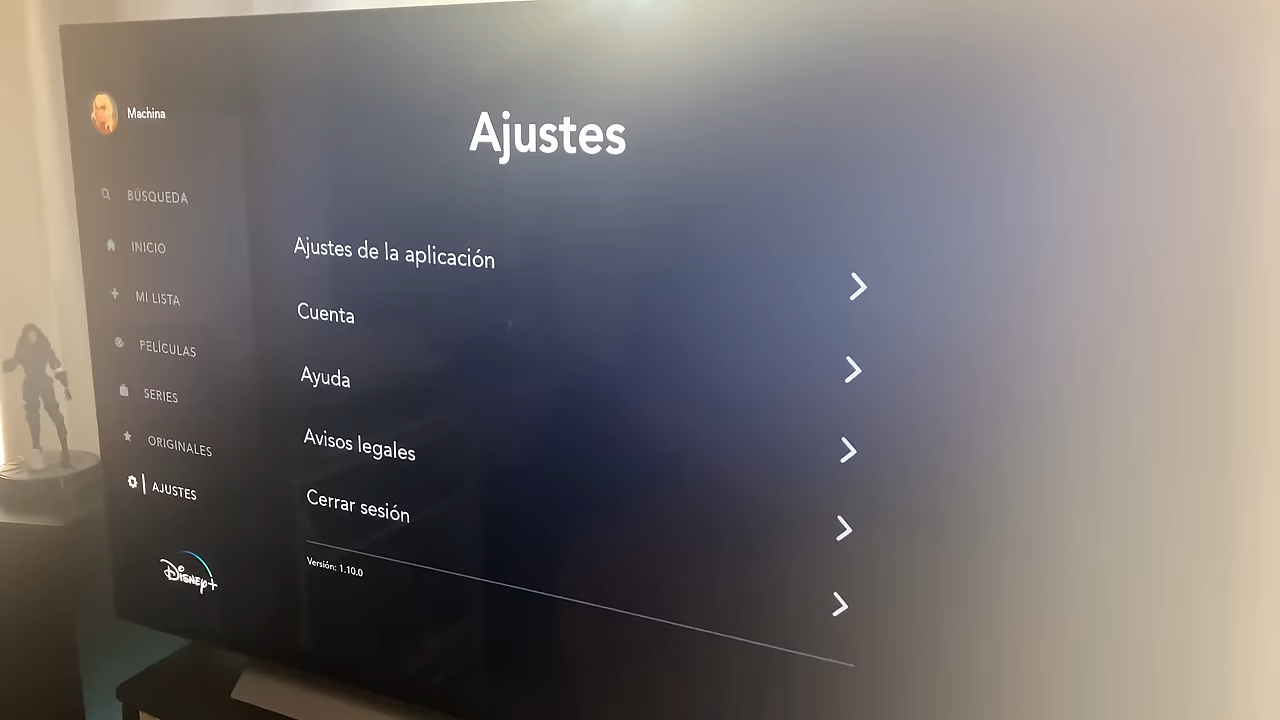 Machina
BÚSQUEDA
INICIO
MI LISTA
PELÍCULAS
SERIES
ORIGINALES
AJUSTES
Disney+
Ajustes
Ajustes de la aplicación
Cuenta
Ayuda
Avisos legales
Cerrar sesión
Versión: 1.10.0